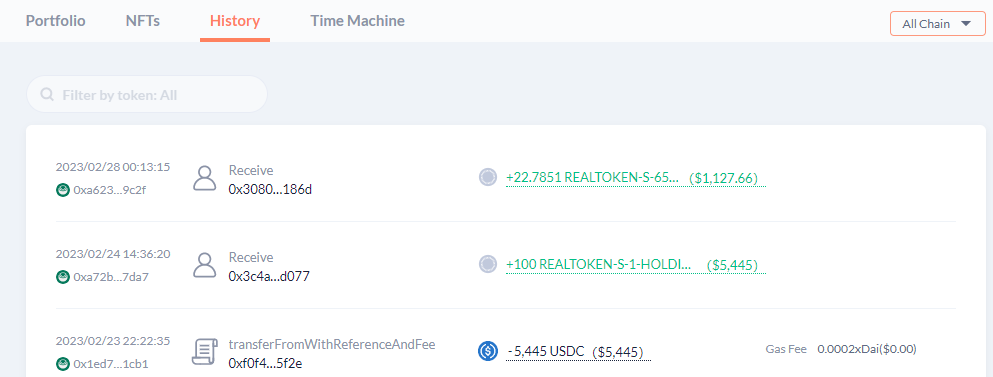 Portfolio NFTs History Time Machine All Chain
Filter by token: All
2023/02/28 00:13:15 Receive +22.7851 REALTOKEN-S-65... ($1,127.66)
0xa623...9c2f 0x3080...186d
2023/02/24 14:36:20 Receive +100 REALTOKEN-S-1-HOLDI... ($5,445)
0xa72b...7da7 0x3c4a...d077
2023/02/23 22:22:35 transferFromWithReferenceAndFee -5,445 USDC ($5,445) Gas Fee 0.0002xDai($0.00)
0x1ed7...1cb1 0xf0f4...5f2e